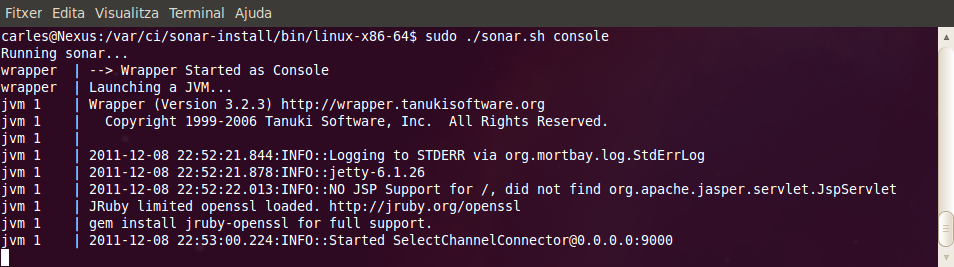 Fitxer Edita Visualitza Terminal Ajuda
carles@Nexus:/var/ci/sonar-install/bin/linux-x86-64$ sudo ./sonar.sh console
Running sonar...
wrapper  | --> Wrapper Started as Console
wrapper  | Launching a JVM...
jvm 1    | Wrapper (Version 3.2.3) http://wrapper.tanukisoftware.org
jvm 1    |   Copyright 1999-2006 Tanuki Software, Inc.  All Rights Reserved.
jvm 1    |
jvm 1    | 2011-12-08 22:52:21.844:INFO::Logging to STDERR via org.mortbay.log.StdErrLog
jvm 1    | 2011-12-08 22:52:21.878:INFO::jetty-6.1.26
jvm 1    | 2011-12-08 22:52:22.013:INFO::NO JSP Support for /, did not find org.apache.jasper.servlet.JspServlet
jvm 1    | JRuby limited openssl loaded. http://jruby.org/openssl
jvm 1    | gem install jruby-openssl for full support.
jvm 1    | 2011-12-08 22:53:00.224:INFO::Started SelectChannelConnector@0.0.0.0:9000